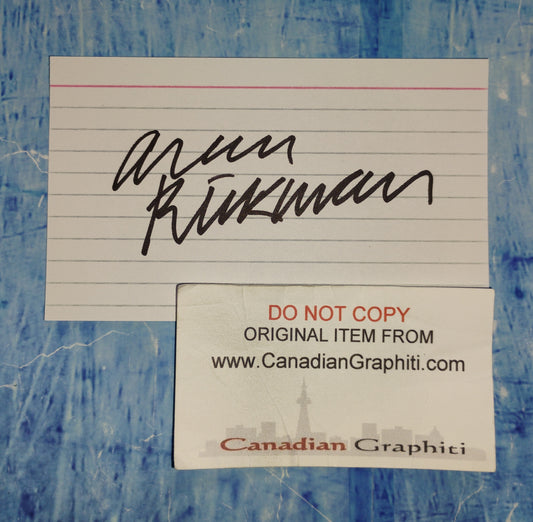 alan
Rickman
DO NOT COPY
ORIGINAL ITEM FROM
www.CanadianGraphiti.com
Canadian Graphiti